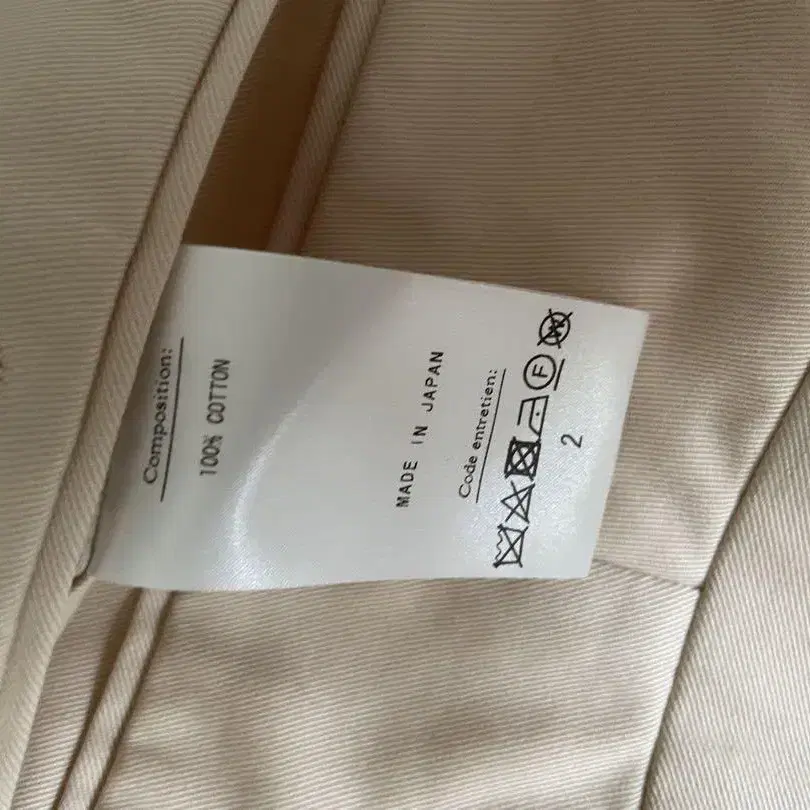 Composition:
100% COTTON
MADE IN JAPAN
Code entretien:
F W
2